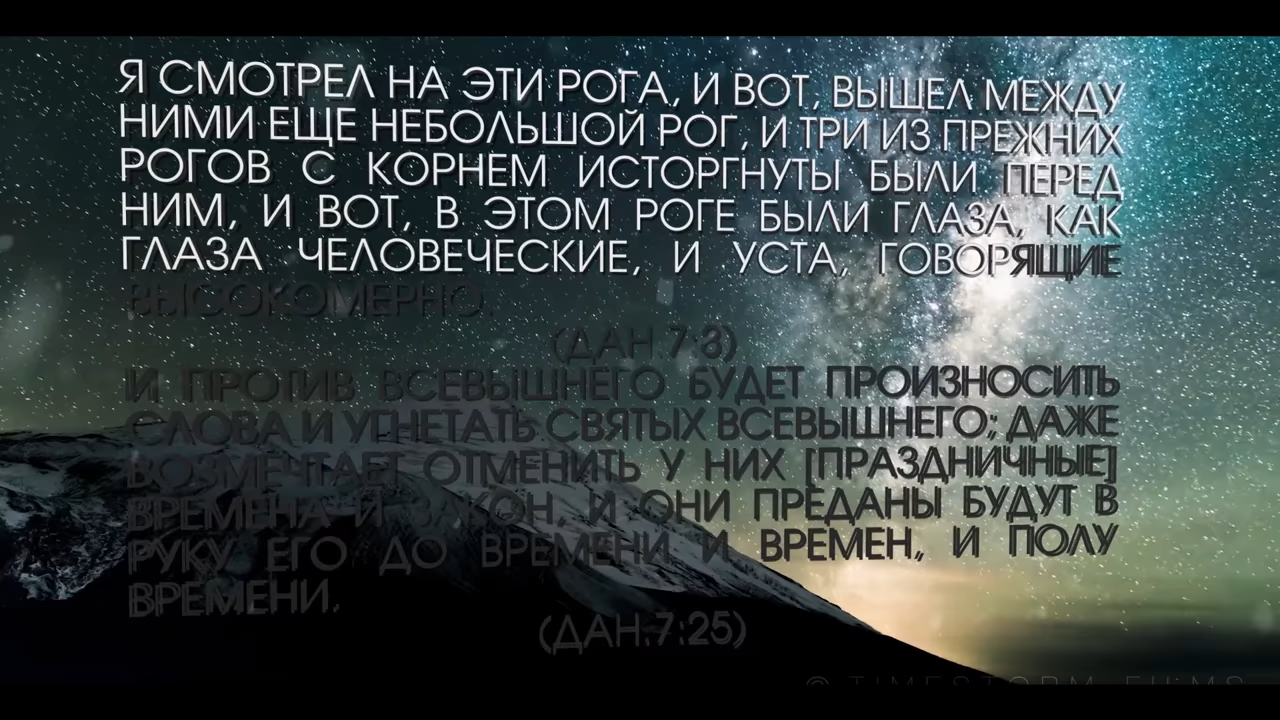 Я СМОТРЕЛ НА ЭТИ РОГА, И ВОТ, ВЫШЕЛ МЕЖДУ
НИМИ ЕЩЕ НЕБОЛЬШОЙ РОГ, И ТРИ ИЗ ПРЕЖНИХ
РОГОВ С КОРНЕМ ИСТОРГНУТЫ БЫЛИ ПЕРЕД
НИМ, И ВОТ, В ЭТОМ РОГЕ БЫЛИ ГЛАЗА, КАК
ГЛАЗА ЧЕЛОВЕЧЕСКИЕ, И УСТА, ГОВОРЯЩИЕ
ВЫСОКОМЕРНО.
(ДАН.7:8)
И ПРОТИВ ВСЕВЫШНЕГО БУДЕТ ПРОИЗНОСИТЬ
СЛОВА И УГНЕТАТЬ СВЯТЫХ ВСЕВЫШНЕГО; ДАЖЕ
ВОЗМЕЧТАЕТ ОТМЕНИТЬ У НИХ [ПРАЗДНИЧНЫЕ]
ВРЕМЕНА И ЗАКОН, И ОНИ ПРЕДАНЫ БУДУТ В
РУКУ ЕГО ДО ВРЕМЕНИ И ВРЕМЕН, И ПОЛУ
ВРЕМЕНИ.
(ДАН.7:25)
© TIMESTORM FILMS